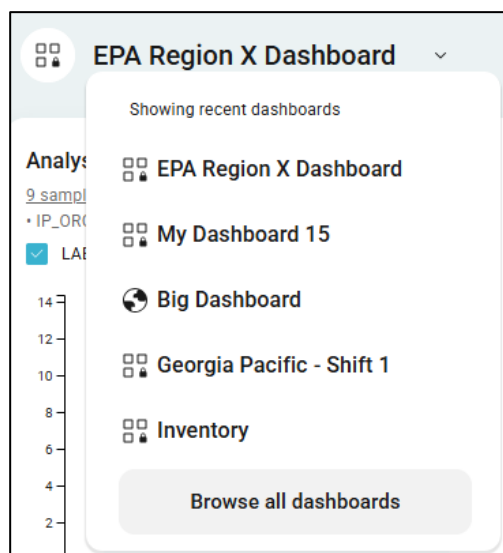 EPA Region X Dashboard
Showing recent dashboards
Analys
EPA Region X Dashboard
9 sampl
• IP_ORG
LAB
My Dashboard 15
Big Dashboard
Georgia Pacific - Shift 1
Inventory
Browse all dashboards
14
12
10
8
6
4
2